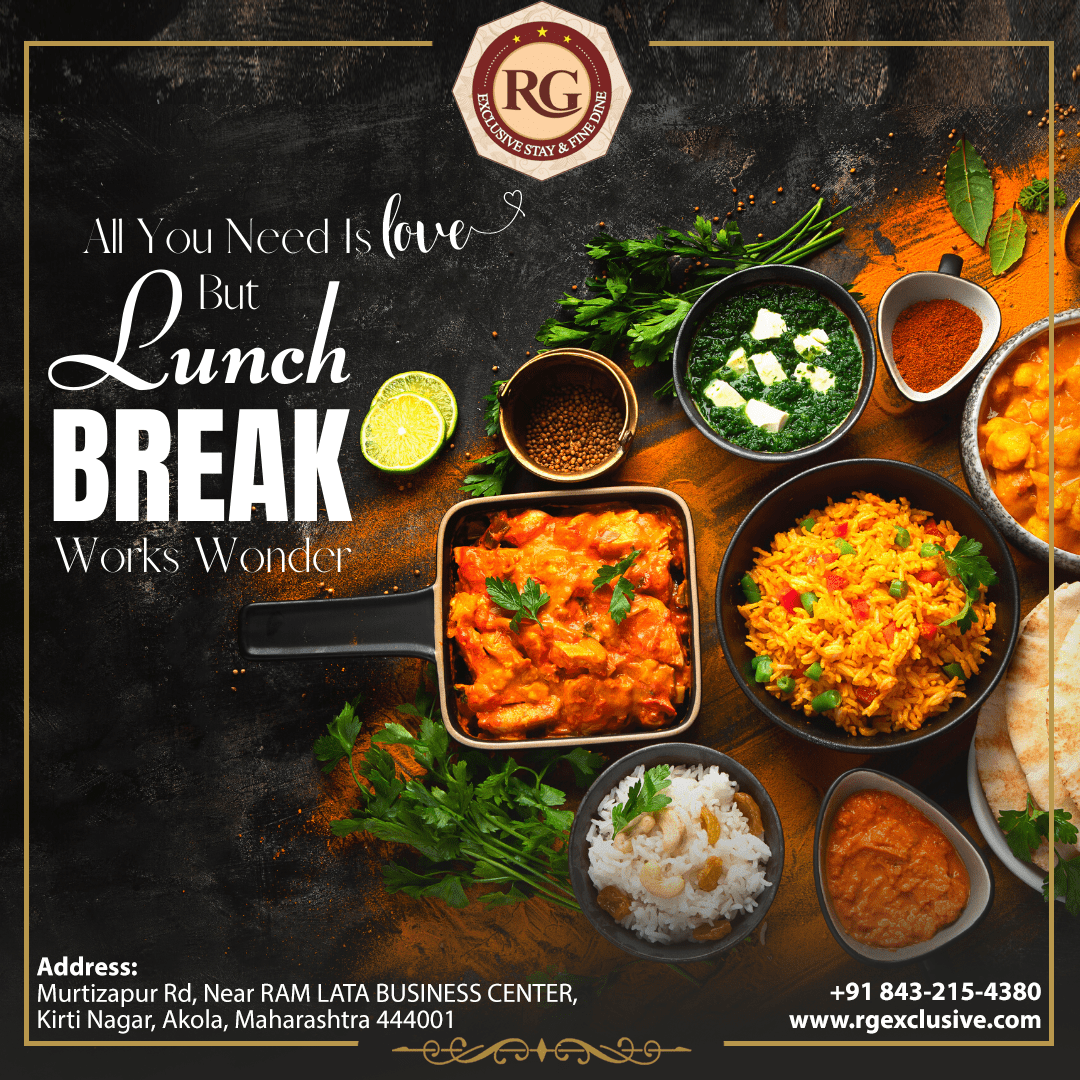 RG
EXCLUSIVE STAY & FINE DINE
All You Need Is love
But
Lunch
BREAK
Works Wonder
Address:
Murtizapur Rd, Near RAM LATA BUSINESS CENTER,
Kirti Nagar, Akola, Maharashtra 444001
+91 843-215-4380
www.rgexclusive.com